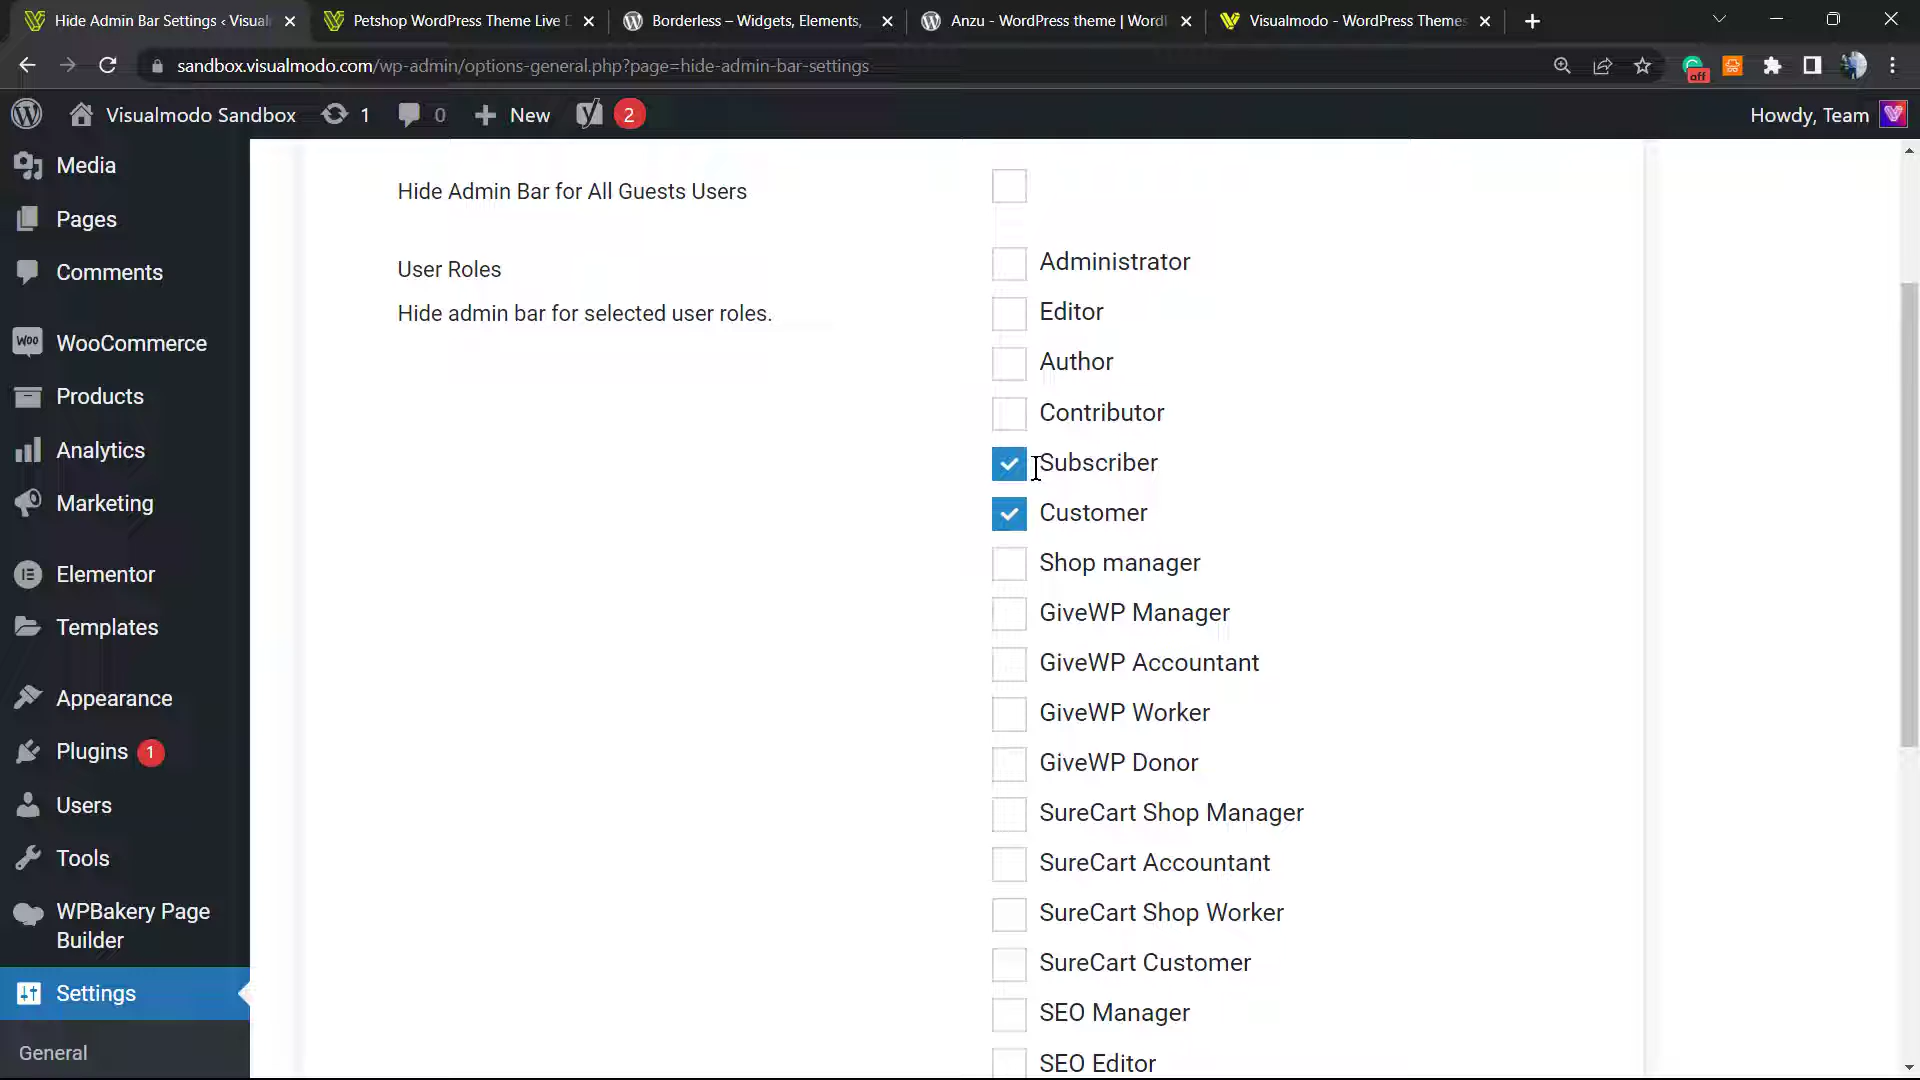 Hide Admin Bar Settings ‹ Visual
Petshop WordPress Theme Live
Borderless – Widgets, Elements,
Anzu - WordPress theme | Word
Visualmodo - WordPress Themes
sandbox.visualmodo.com/wp-admin/options-general.php?page=hide-admin-bar-settings
off
Visualmodo Sandbox
1
0
New
2
Howdy, Team
Media
Pages
Comments
Woo
WooCommerce
Products
Analytics
Marketing
Elementor
Templates
Appearance
Plugins 1
Users
Tools
WPBakery Page
Builder
Settings
General
Hide Admin Bar for All Guests Users
User Roles
Hide admin bar for selected user roles.
Administrator
Editor
Author
Contributor
Subscriber
Customer
Shop manager
GiveWP Manager
GiveWP Accountant
GiveWP Worker
GiveWP Donor
SureCart Shop Manager
SureCart Accountant
SureCart Shop Worker
SureCart Customer
SEO Manager
SEO Editor